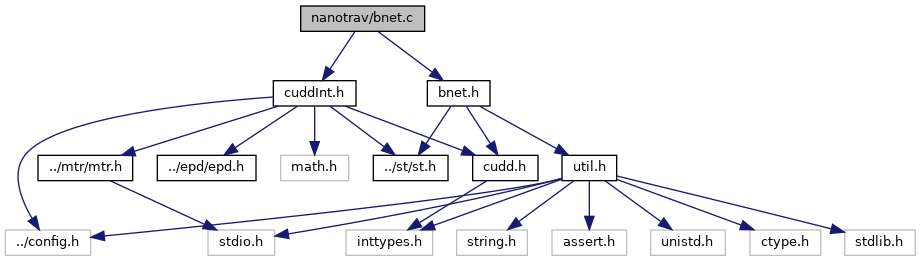 nanotrav/bnet.c
cuddInt.h
bnet.h
../mtr/mtr.h
../epd/epd.h
math.h
../st/st.h
cudd.h
util.h
../config.h
stdio.h
inttypes.h
string.h
assert.h
unistd.h
ctype.h
stdlib.h